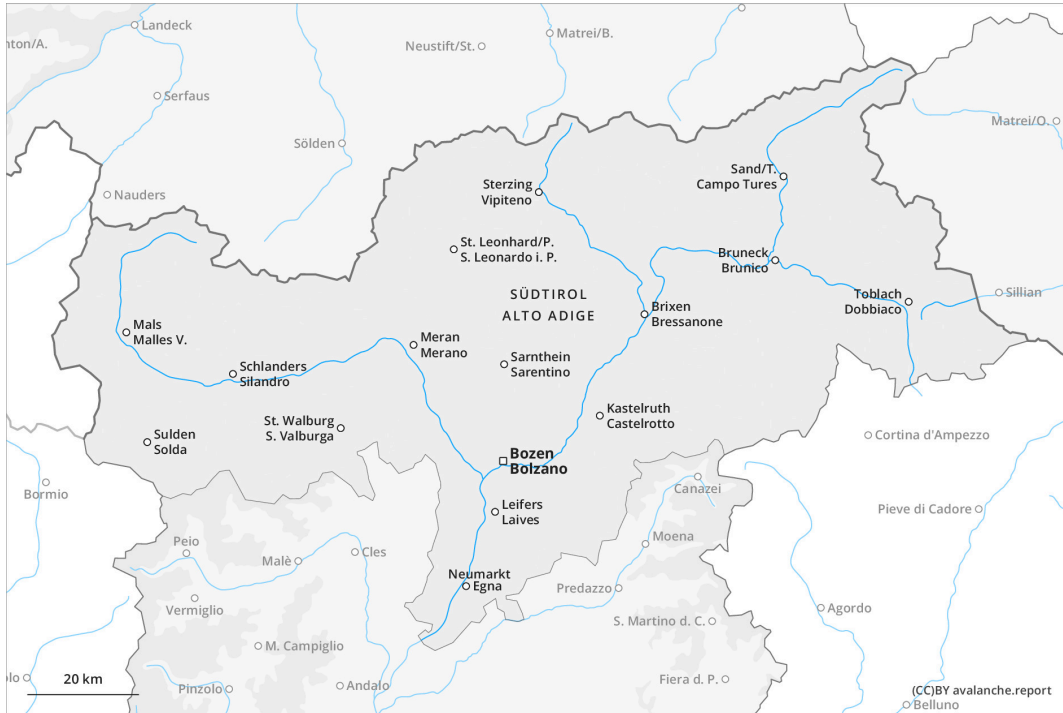 Landeck
nton/A.
Matrei/B.
Neustift/St.
Serfaus
Matrei/O.
Sölden
Sand/T.
Campo Tures
Sterzing
Vipiteno
Nauders
St. Leonhard/P.
S. Leonardo i. P.
Bruneck
Brunico
SÜDTIROL
ALTO ADIGE
Toblach
Dobbiaco
Sillian
Brixen
Bressanone
Mals
Malles V.
Meran
Merano
Sarnthein
Sarentino
Schlanders
Silandro
Kastelruth
Castelrotto
St. Walburg
S. Valburga
Sulden
Solda
Cortina d'Ampezzo
Bozen
Bolzano
Bormio
Canazei
Leifers
Laives
Pieve di Cadore
Peio
Moena
Cles
Malè
Neumarkt
Egna
Predazzo
Vermiglio
Agordo
S. Martino d. C.
M. Campiglio
olo
20 km
Pinzolo
Andalo
Fiera d. P.
(CC)BY avalanche.report
Belluno